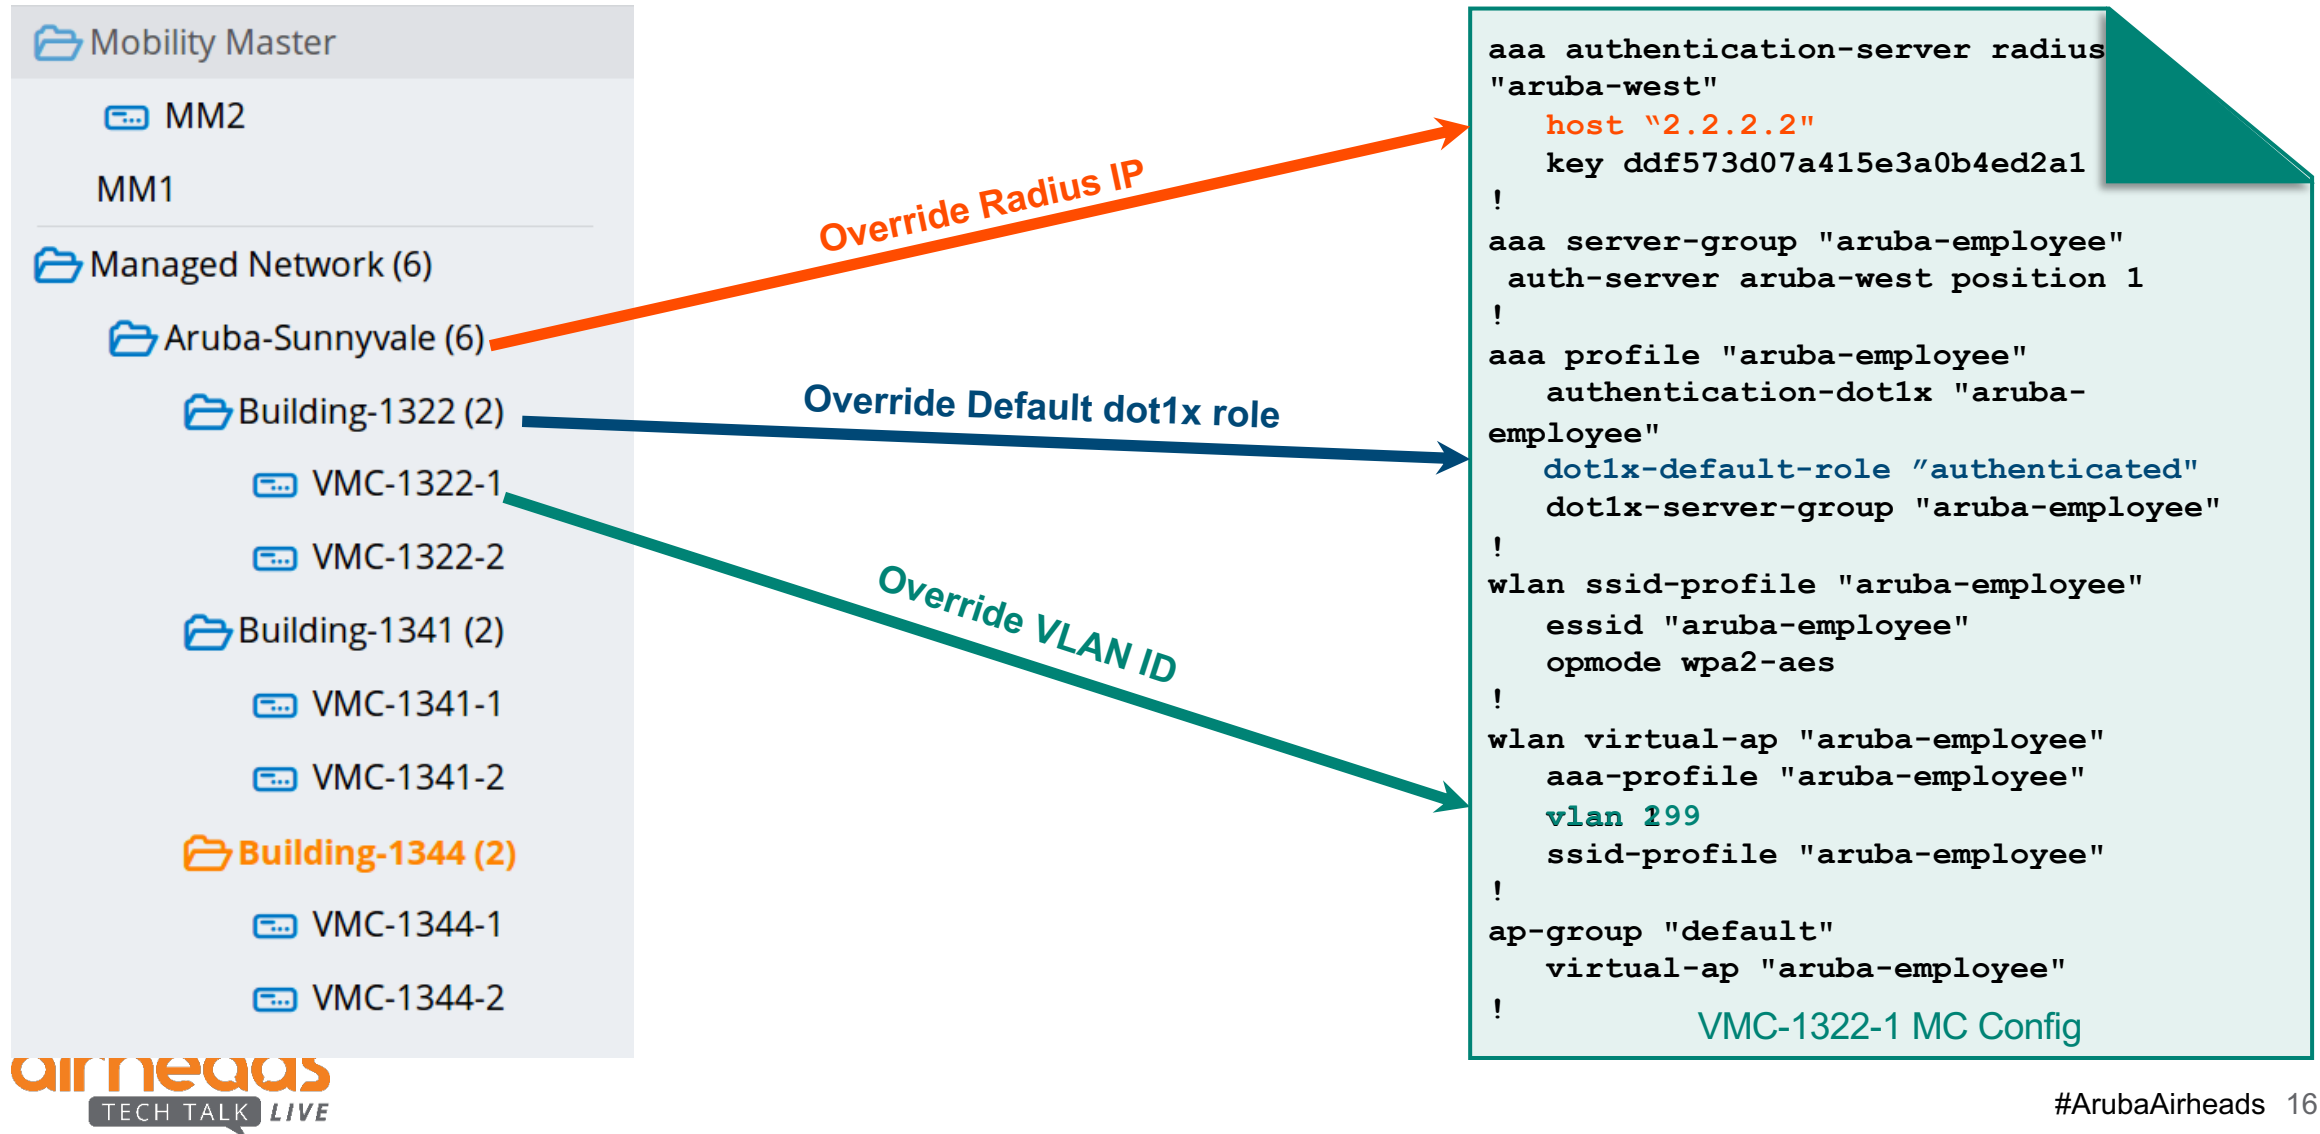 Mobility Master
MM2
MM1
Managed Network (6)
Aruba-Sunnyvale (6)
Building-1322 (2)
VMC-1322-1
VMC-1322-2
Building-1341 (2)
VMC-1341-1
VMC-1341-2
Building-1344 (2)
VMC-1344-1
VMC-1344-2
Override Radius IP
Override Default dot1x role
Override VLAN ID
aaa authentication-server radius
"aruba-west"
host “2.2.2.2"
key ddf573d07a415e3a0b4ed2a1
!
aaa server-group "aruba-employee"
auth-server aruba-west position 1
!
aaa profile "aruba-employee"
authentication-dot1x "aruba-
employee"
dot1x-default-role ”authenticated"
dot1x-server-group "aruba-employee"
!
wlan ssid-profile "aruba-employee"
essid "aruba-employee"
opmode wpa2-aes
!
wlan virtual-ap "aruba-employee"
aaa-profile "aruba-employee"
vlan
ssid-profile "aruba-employee"
!
ap-group "default"
virtual-ap "aruba-employee"
!
VMC-1322-1 MC Config
airheads
TECH TALK LIVE
#ArubaAirheads 16